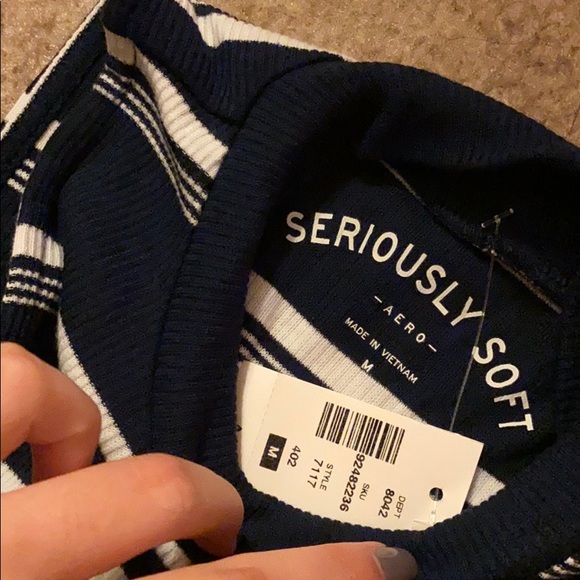 SERIOUSLY SOFT
— AERO —
MADE IN VIETNAM
M
DEPT
8042
SKU
92482236
STYLE
7117
402
M